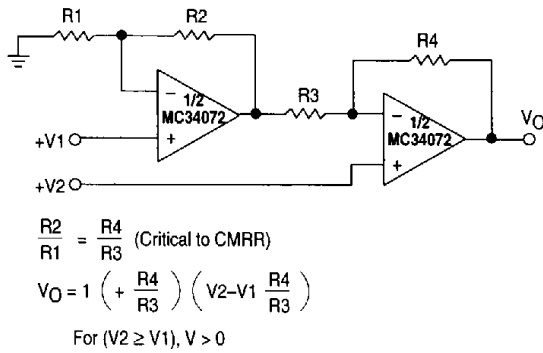 R1
R2
R4
R3
1/2
MC34072
1/2
MC34072
VO
+V1
+V2
−
+
−
+
R2/R1 = R4/R3 (Critical to CMRR)
VO = 1 ( + R4/R3 ) ( V2–V1 R4/R3 )
For (V2 ≥ V1), V > 0